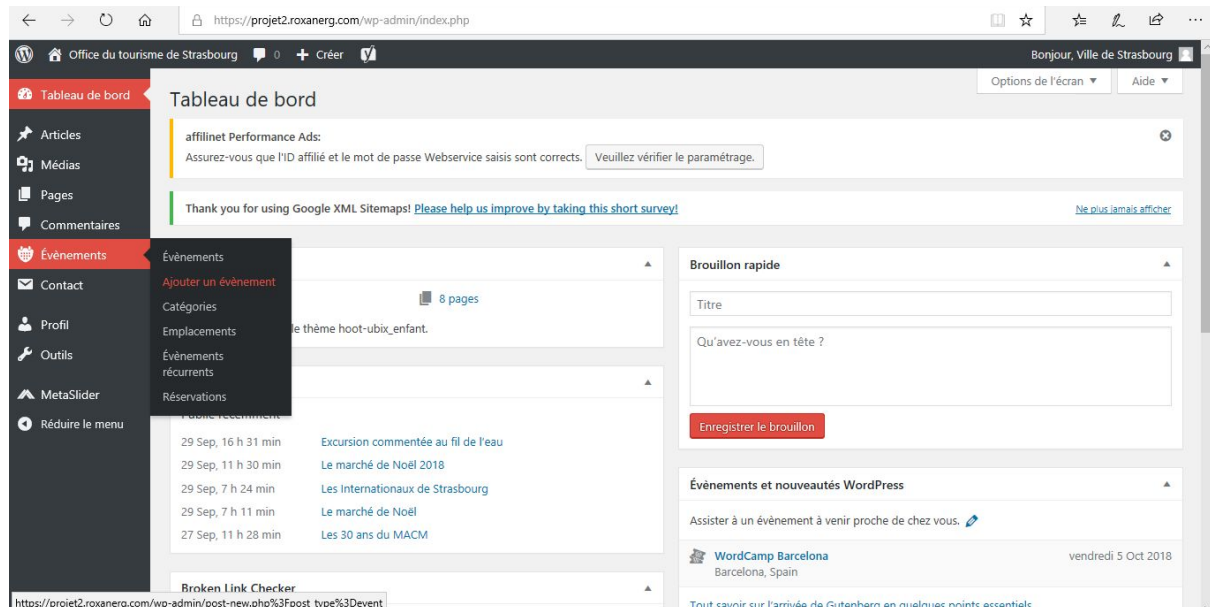 https://projet2.roxanerg.com/wp-admin/index.php
Office du tourisme de Strasbourg 0 + Créer
Bonjour, Ville de Strasbourg
Options de l'écran ▼ Aide ▼
Tableau de bord
Articles
Médias
Pages
Commentaires
Évènements
Contact
Profil
Outils
MetaSlider
Réduire le menu
Évènements
Ajouter un évènement
Catégories
Emplacements
Évènements
récurrents
Réservations
Tableau de bord
affilinet Performance Ads:
Assurez-vous que l'ID affilié et le mot de passe Webservice saisis sont corrects. Veuillez vérifier le paramétrage.
Thank you for using Google XML Sitemaps! Please help us improve by taking this short survey!
Ne plus jamais afficher
8 pages
le thème hoot-ubix_enfant.
Publié récemment
29 Sep, 16 h 31 min Excursion commentée au fil de l'eau
29 Sep, 11 h 30 min Le marché de Noël 2018
29 Sep, 7 h 24 min Les Internationaux de Strasbourg
29 Sep, 7 h 11 min Le marché de Noël
27 Sep, 11 h 28 min Les 30 ans du MACM
Broken Link Checker
Brouillon rapide
Titre
Qu'avez-vous en tête ?
Enregistrer le brouillon
Évènements et nouveautés WordPress
Assister à un évènement à venir proche de chez vous.
WordCamp Barcelona vendredi 5 Oct 2018
Barcelona, Spain
Tout savoir sur l'arrivée de Gutenberg en quelques points essentiels
https://projet2.roxanerg.com/wp-admin/post-new.php%3Fpost_type%3Devent